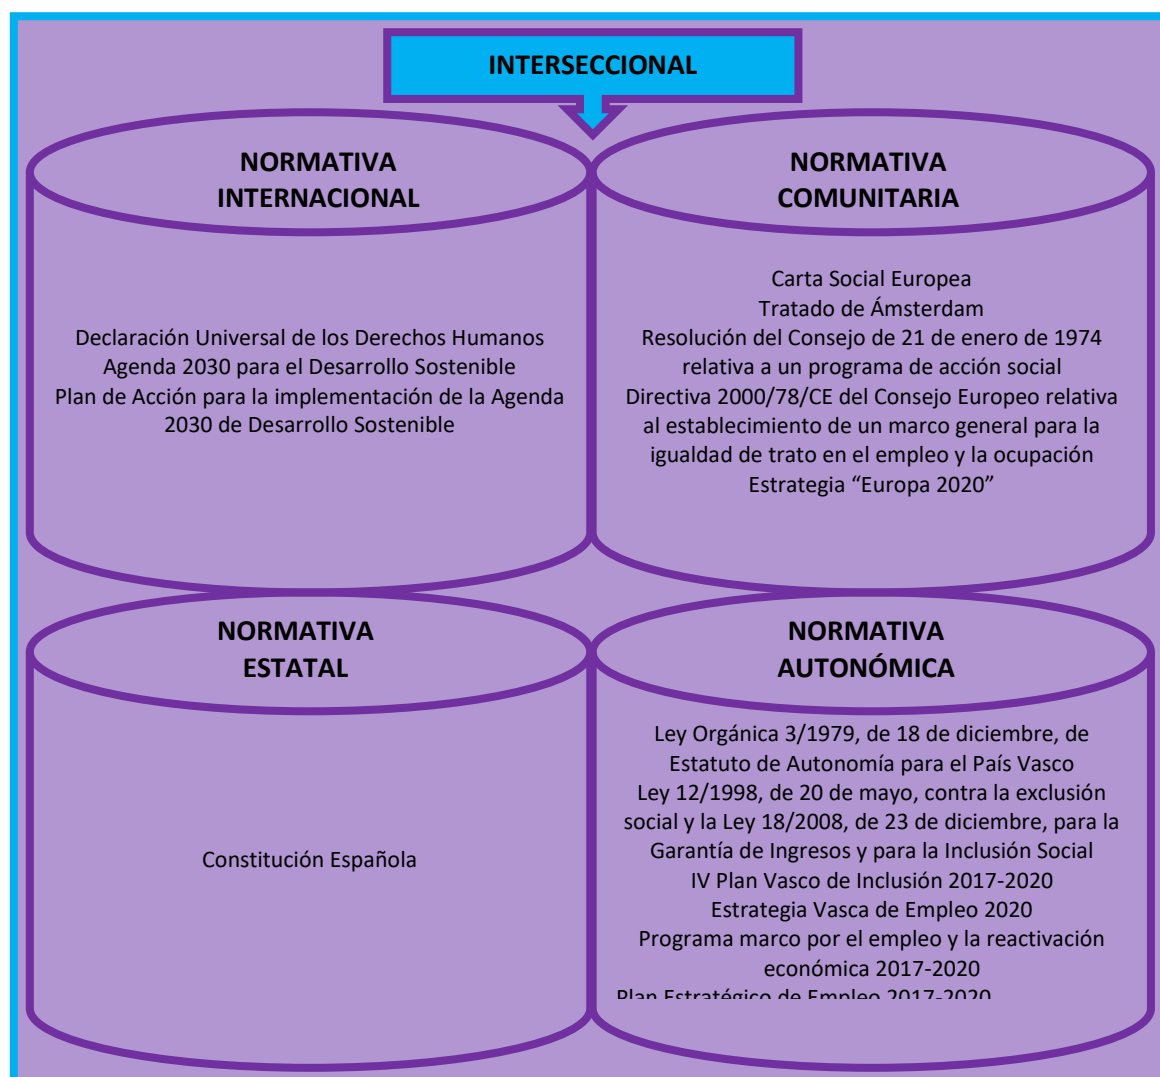 INTERSECCIONAL
NORMATIVA
INTERNACIONAL
Declaración Universal de los Derechos Humanos
Agenda 2030 para el Desarrollo Sostenible
Plan de Acción para la implementación de la Agenda
2030 de Desarrollo Sostenible
NORMATIVA
COMUNITARIA
Carta Social Europea
Tratado de Ámsterdam
Resolución del Consejo de 21 de enero de 1974
relativa a un programa de acción social
Directiva 2000/78/CE del Consejo Europeo relativa
al establecimiento de un marco general para la
igualdad de trato en el empleo y la ocupación
Estrategia “Europa 2020”
NORMATIVA
ESTATAL
Constitución Española
NORMATIVA
AUTONÓMICA
Ley Orgánica 3/1979, de 18 de diciembre, de
Estatuto de Autonomía para el País Vasco
Ley 12/1998, de 20 de mayo, contra la exclusión
social y la Ley 18/2008, de 23 de diciembre, para la
Garantía de Ingresos y para la Inclusión Social
IV Plan Vasco de Inclusión 2017-2020
Estrategia Vasca de Empleo 2020
Programa marco por el empleo y la reactivación
económica 2017-2020
Plan Estratégico de Empleo 2017-2020